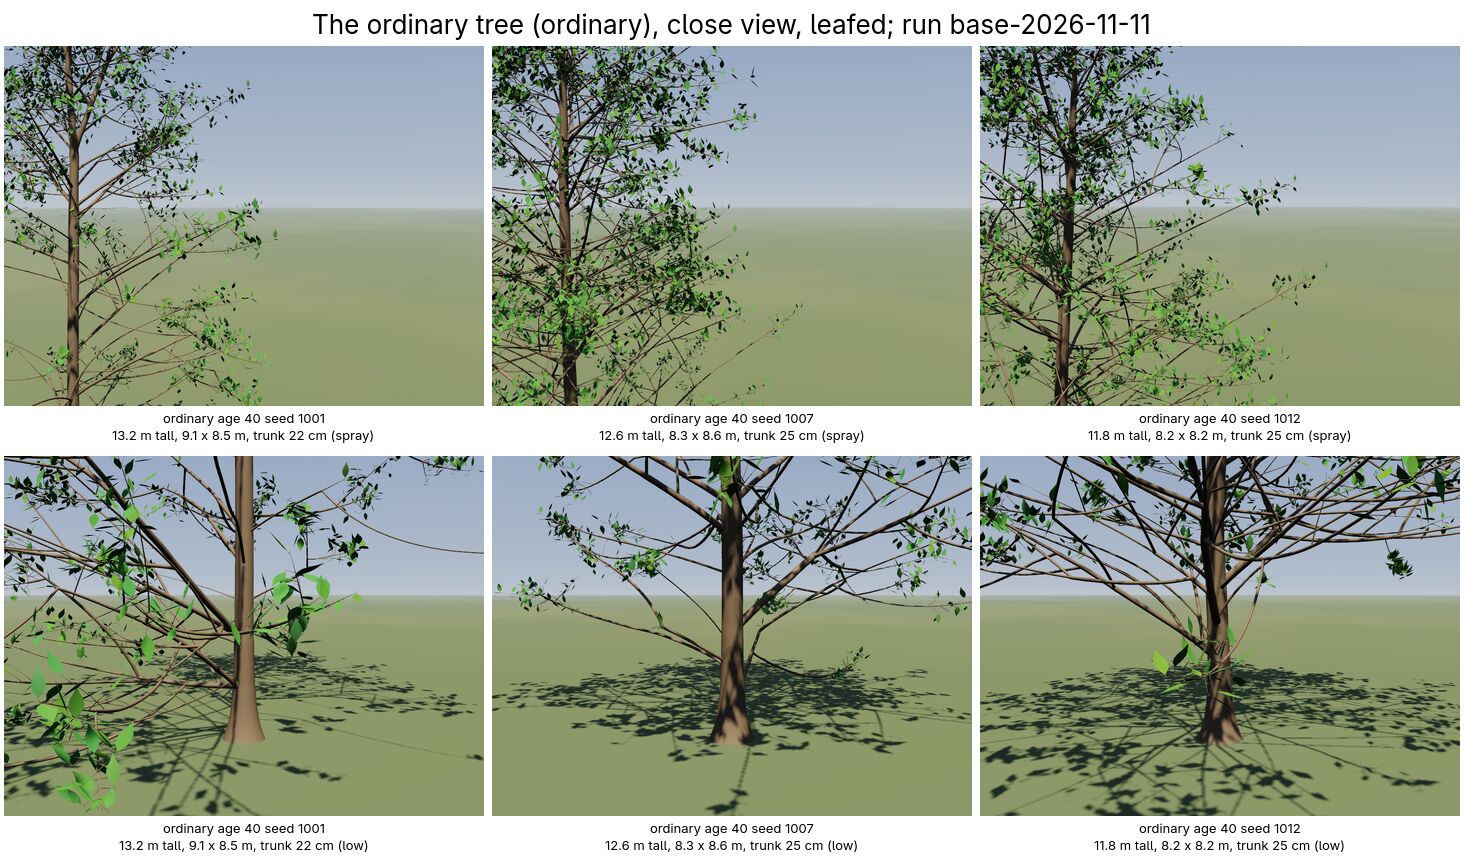 The ordinary tree (ordinary), close view, leafed; run base-2026-11-11
ordinary age 40 seed 1001
13.2 m tall, 9.1 x 8.5 m, trunk 22 cm (spray)
ordinary age 40 seed 1007
12.6 m tall, 8.3 x 8.6 m, trunk 25 cm (spray)
ordinary age 40 seed 1012
11.8 m tall, 8.2 x 8.2 m, trunk 25 cm (spray)
ordinary age 40 seed 1001
13.2 m tall, 9.1 x 8.5 m, trunk 22 cm (low)
ordinary age 40 seed 1007
12.6 m tall, 8.3 x 8.6 m, trunk 25 cm (low)
ordinary age 40 seed 1012
11.8 m tall, 8.2 x 8.2 m, trunk 25 cm (low)